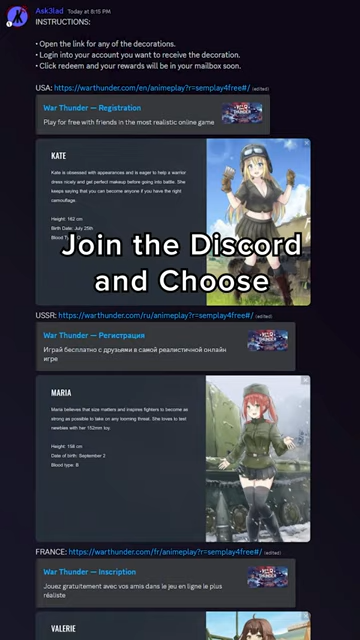 Ask3lad Today at 8:15 PM
INSTRUCTIONS:
• Open the link for any of the decorations.
• Login into your account you want to receive the decoration.
• Click redeem and your rewards will be in your mailbox soon.
USA: https://warthunder.com/en/animeplay?r=semplay4free#/ (edited)
War Thunder — Registration
Play for free with friends in the most realistic online game
KATE
Kate is obsessed with appearances and is eager to help a warrior
dress nicely and get perfect makeup before going into battle. She
keeps saying that you can become anyone if you have the right
camouflage.
Height: 162 cm
Birth Date: July 25th
Blood
Join the Discord
and Choose
USSR: https://warthunder.com/ru/animeplay?r=semplay4free#/ (edited)
War Thunder — Регистрация
Играй бесплатно с друзьями в самой реалистичной онлайн
игре
MARIA
Maria believes that size matters and inspires fighters to become as
strong as possible to take on any looming threat. She loves to test
newbies with her 152mm toy.
Height: 158 cm
Date of birth: September 2
Blood type: B
FRANCE: https://warthunder.com/fr/animeplay?r=semplay4free#/ (edited)
War Thunder — Inscription
Jouez gratuitement avec vos amis dans le jeu en ligne le plus
réaliste
VALERIE